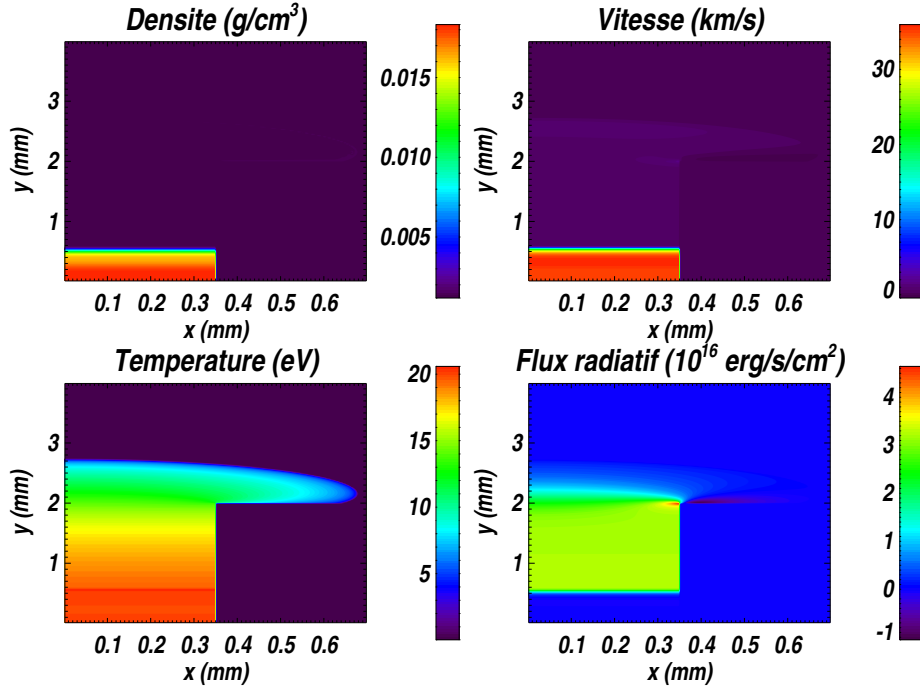 Densite (g/cm³)
3
2
1
y (mm)
0.1 0.2 0.3 0.4 0.5 0.6
x (mm)
0.015
0.010
0.005
Vitesse (km/s)
3
2
1
y (mm)
0.1 0.2 0.3 0.4 0.5 0.6
x (mm)
30
20
10
0
Temperature (eV)
3
2
1
y (mm)
0.1 0.2 0.3 0.4 0.5 0.6
x (mm)
20
15
10
5
Flux radiatif (10¹⁶ erg/s/cm²)
3
2
1
y (mm)
0.1 0.2 0.3 0.4 0.5 0.6
x (mm)
4
3
2
1
0
-1